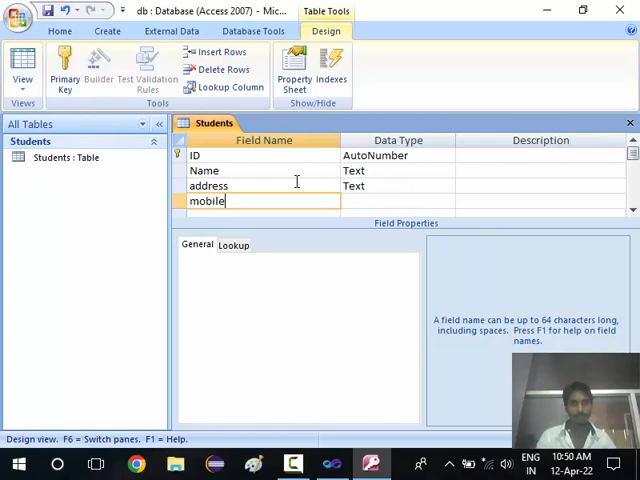 db : Database (Access 2007) - Mic...
Table Tools
Home
Create
External Data
Database Tools
Design
View
Primary Key
Builder
Test Validation Rules
Insert Rows
Delete Rows
Lookup Column
Property Sheet
Indexes
Views
Tools
Show/Hide
All Tables
Students
Students : Table
Students
Field Name
Data Type
Description
ID
AutoNumber
Name
Text
address
Text
mobile
Field Properties
General
Lookup
A field name can be up to 64 characters long, including spaces. Press F1 for help on field names.
Design view. F6 = Switch panes. F1 = Help.
ENG
IN
10:50 AM
12-Apr-22